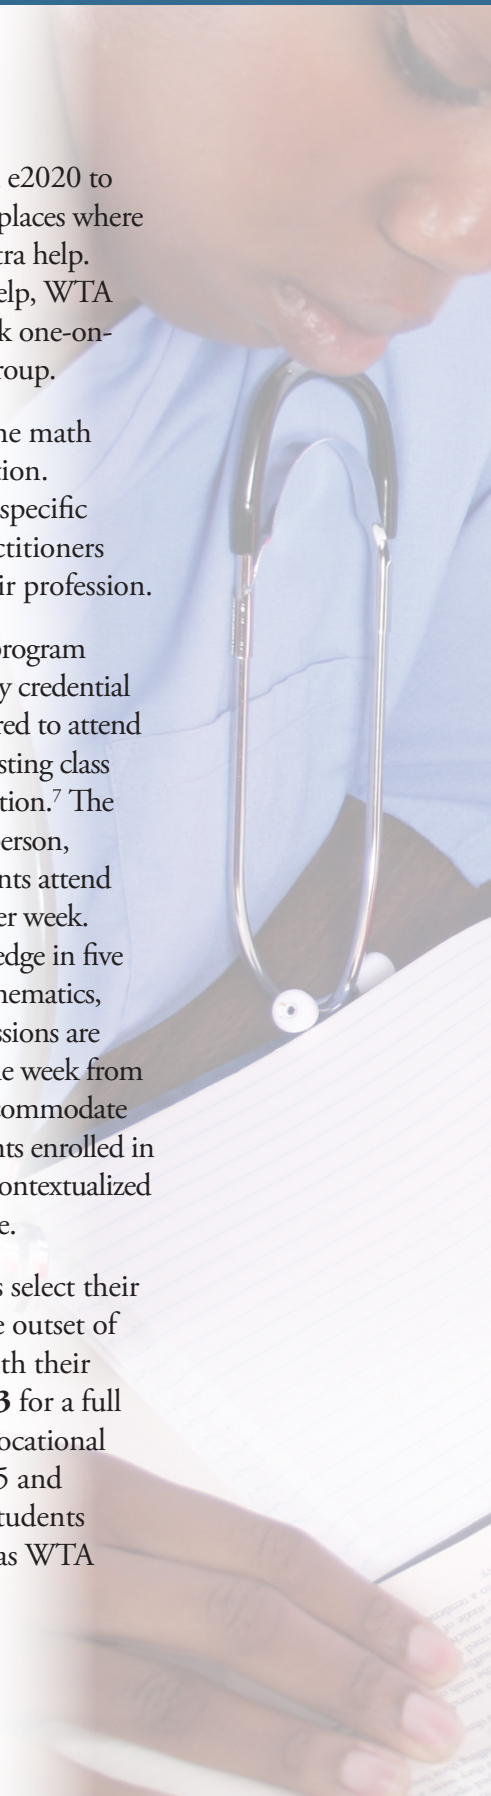 e2020 to
places where
tra help.
elp, WTA
k one-on-
roup.
ne math
tion.
specific
ctitioners
ir profession.
program
y credential
red to attend
sting class
tion.7 The
erson,
nts attend
er week.
edge in five
hematics,
ssions are
e week from
commodate
nts enrolled in
ontextualized
e.
s select their
e outset of
th their
3 for a full
ocational
5 and
tudents
as WTA